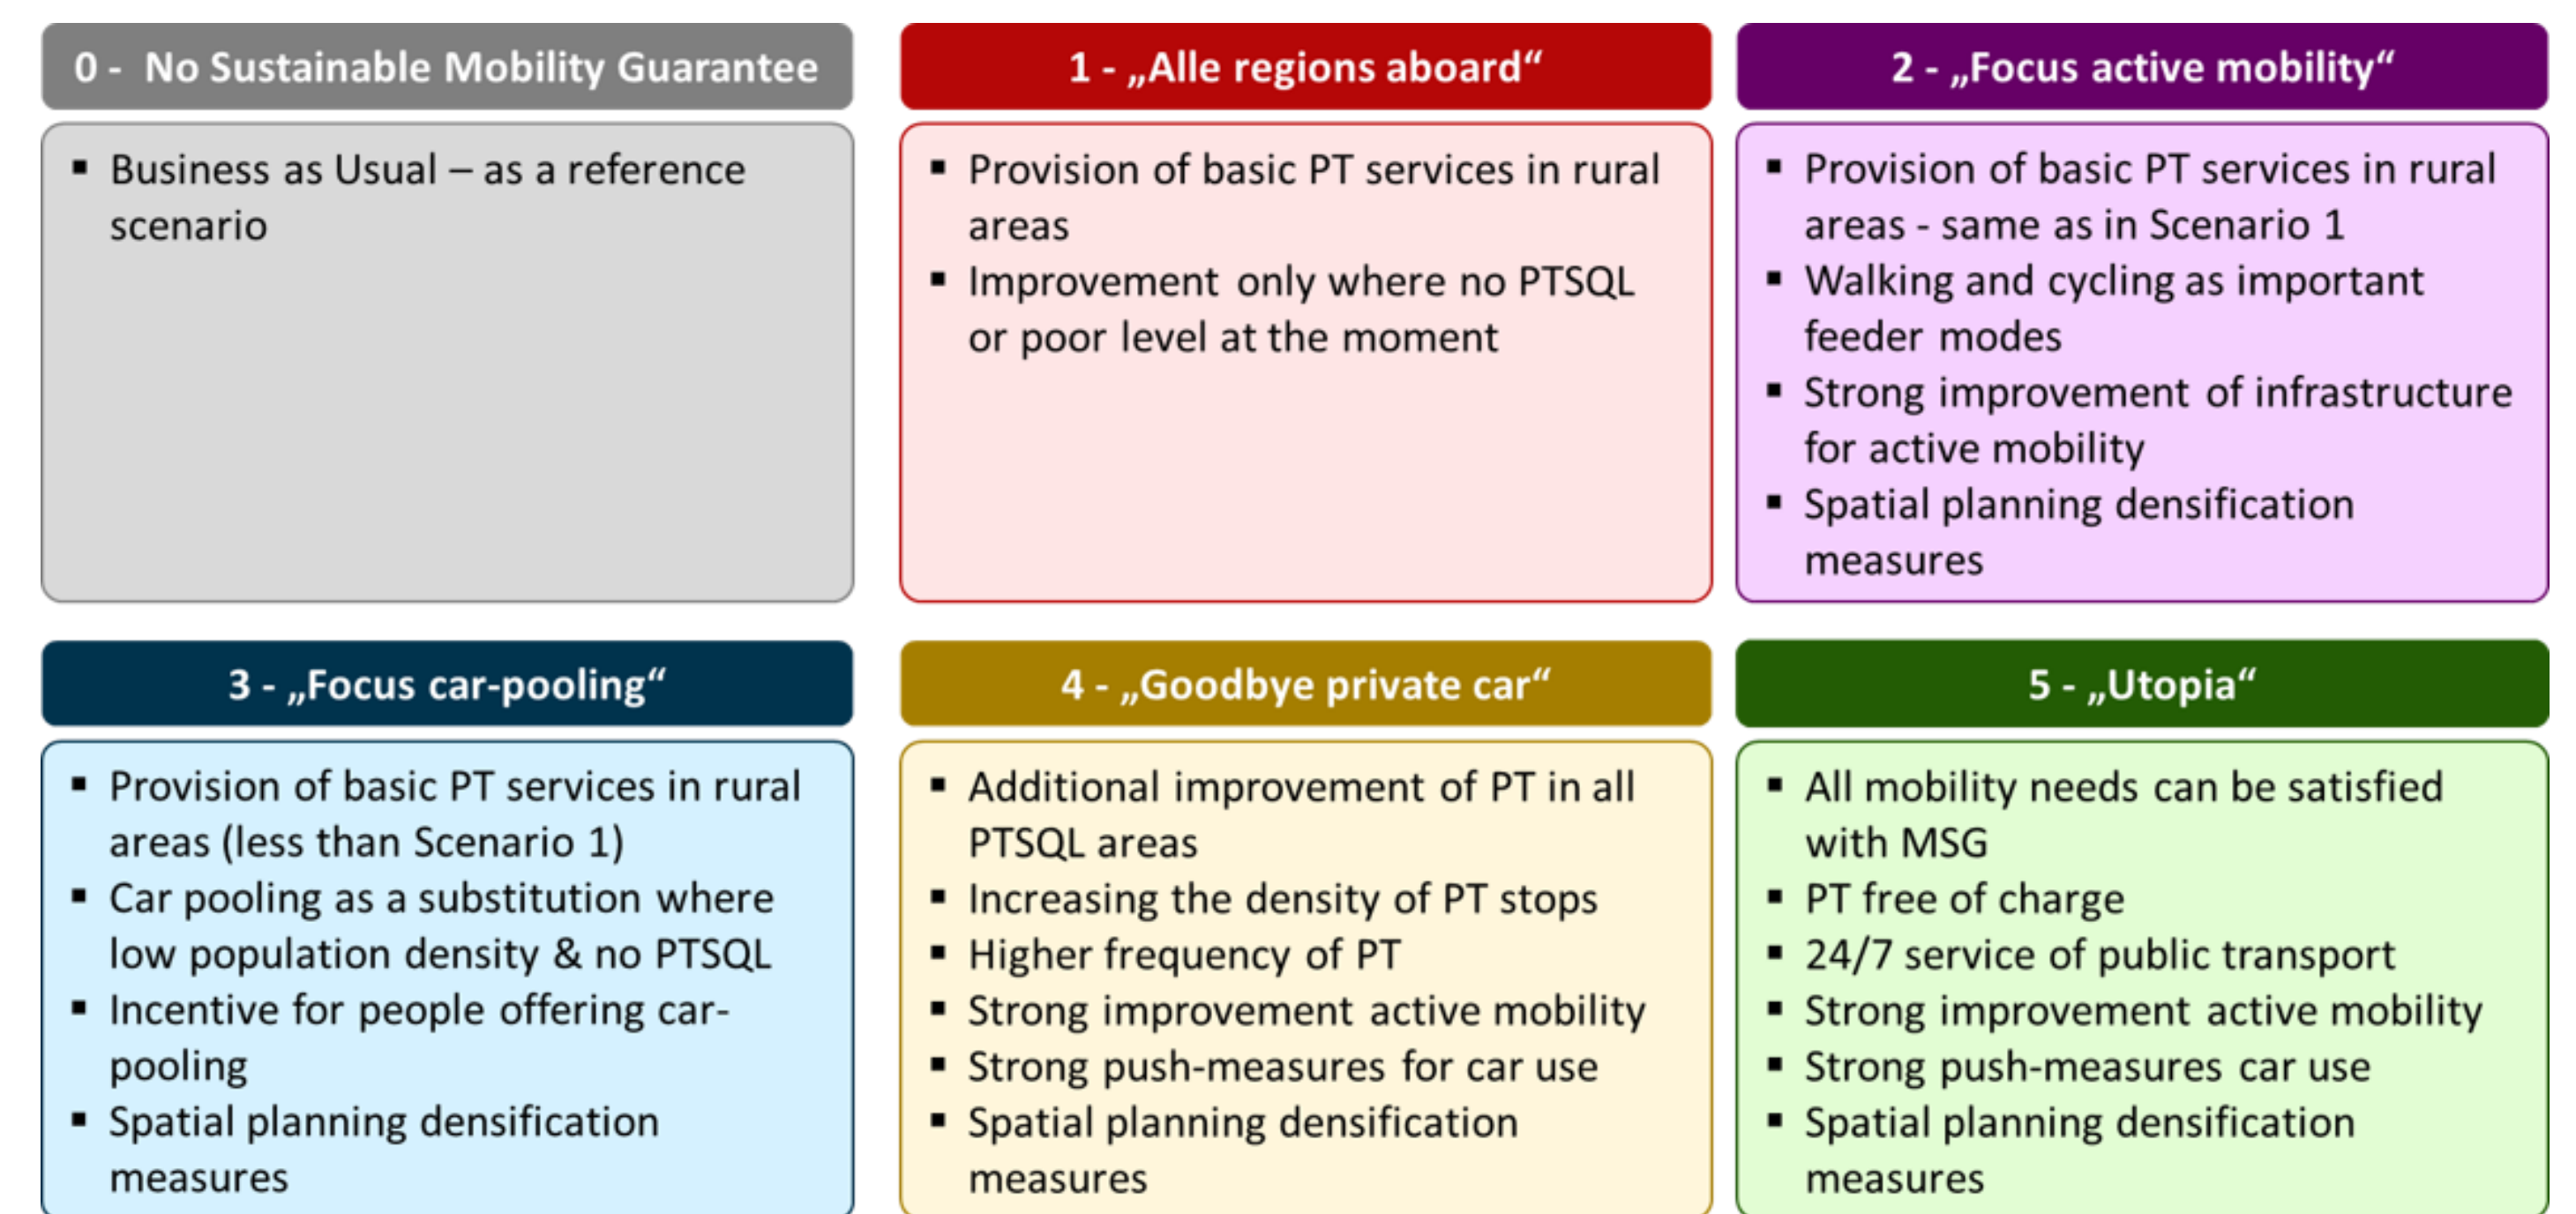 0 -  No Sustainable Mobility Guarantee
▪ Business as Usual – as a reference
scenario
1 - „Alle regions aboard“
▪ Provision of basic PT services in rural
areas
▪ Improvement only where no PTSQL
or poor level at the moment
2 - „Focus active mobility“
▪ Provision of basic PT services in rural
areas - same as in Scenario 1
▪ Walking and cycling as important
feeder modes
▪ Strong improvement of infrastructure
for active mobility
▪ Spatial planning densification
measures
3 - „Focus car-pooling“
▪ Provision of basic PT services in rural
areas (less than Scenario 1)
▪ Car pooling as a substitution where
low population density & no PTSQL
▪ Incentive for people offering car-
pooling
▪ Spatial planning densification
measures
4 - „Goodbye private car“
▪ Additional improvement of PT in all
PTSQL areas
▪ Increasing the density of PT stops
▪ Higher frequency of PT
▪ Strong improvement active mobility
▪ Strong push-measures for car use
▪ Spatial planning densification
measures
5 - „Utopia“
▪ All mobility needs can be satisfied
with MSG
▪ PT free of charge
▪ 24/7 service of public transport
▪ Strong improvement active mobility
▪ Strong push-measures car use
▪ Spatial planning densification
measures